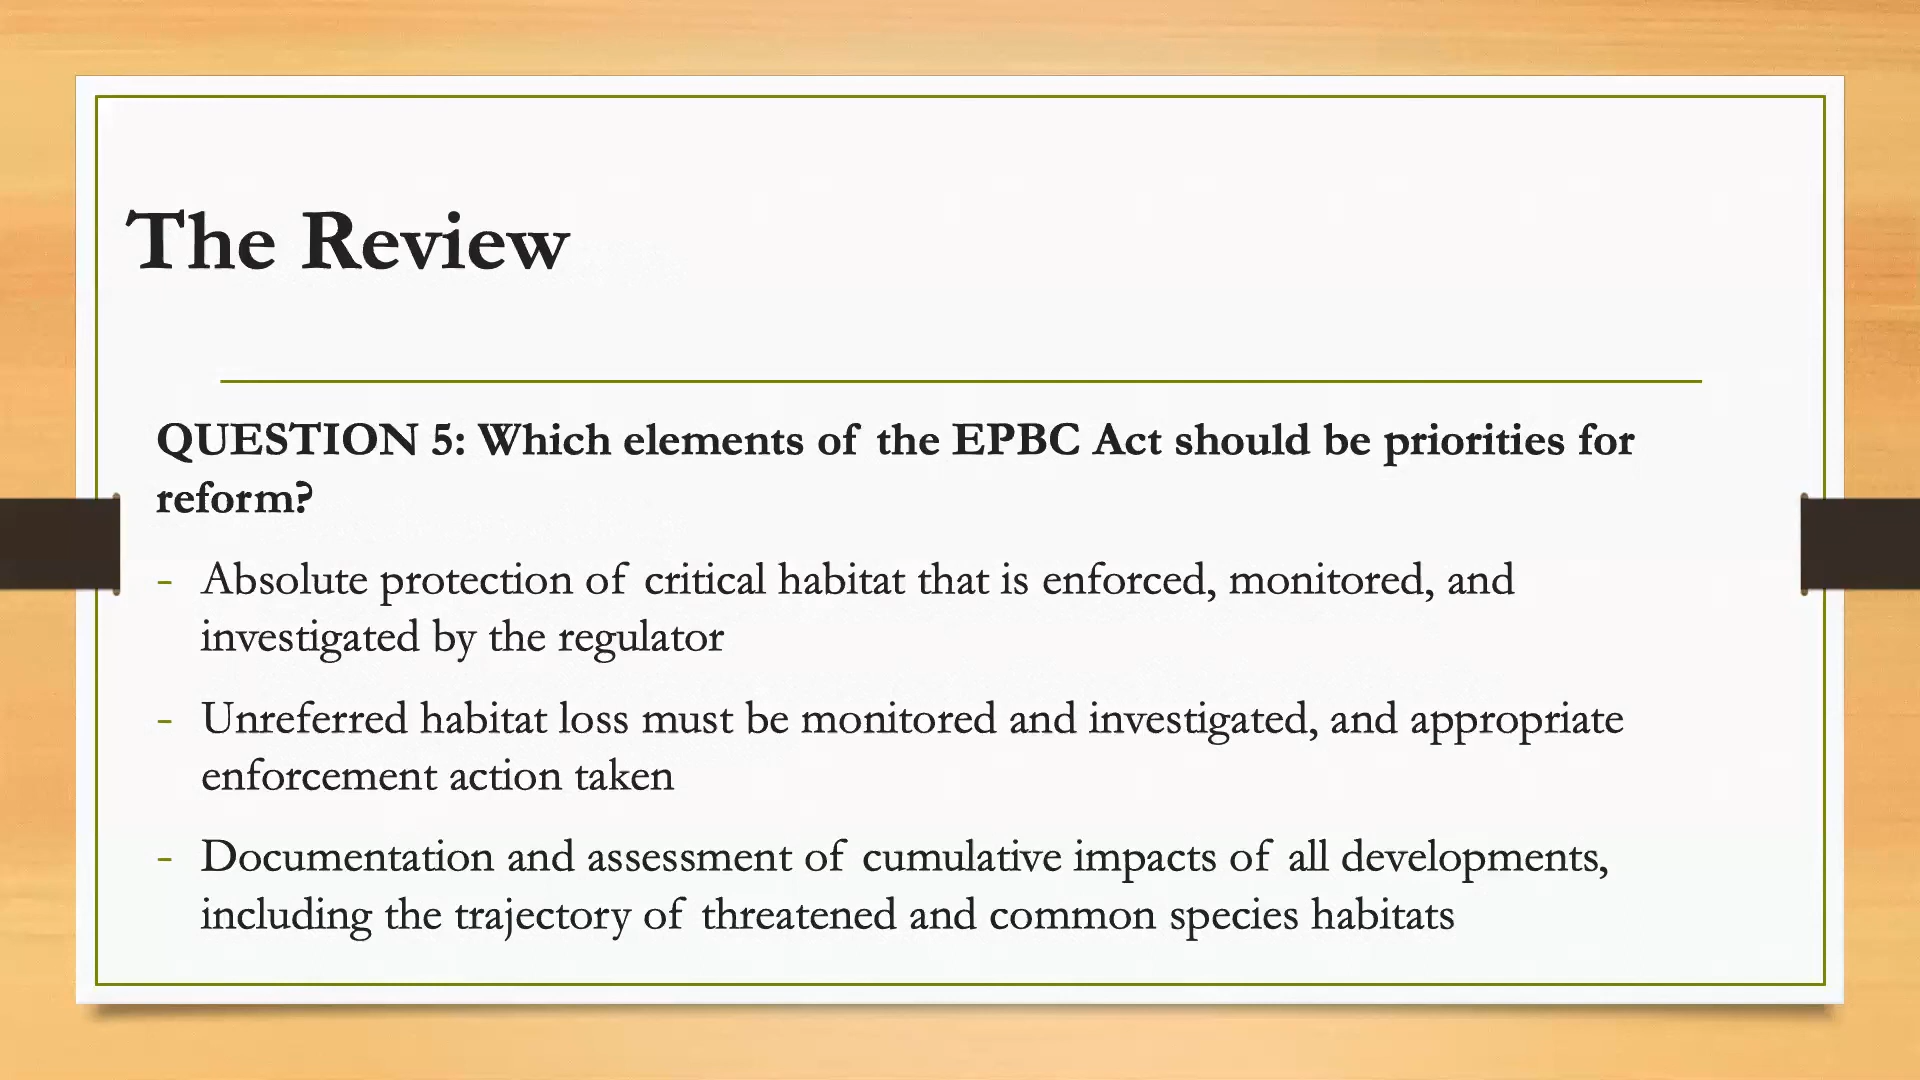 The Review
QUESTION 5: Which elements of the EPBC Act should be priorities for
reform?
- Absolute protection of critical habitat that is enforced, monitored, and
investigated by the regulator
- Unreferred habitat loss must be monitored and investigated, and appropriate
enforcement action taken
- Documentation and assessment of cumulative impacts of all developments,
including the trajectory of threatened and common species habitats